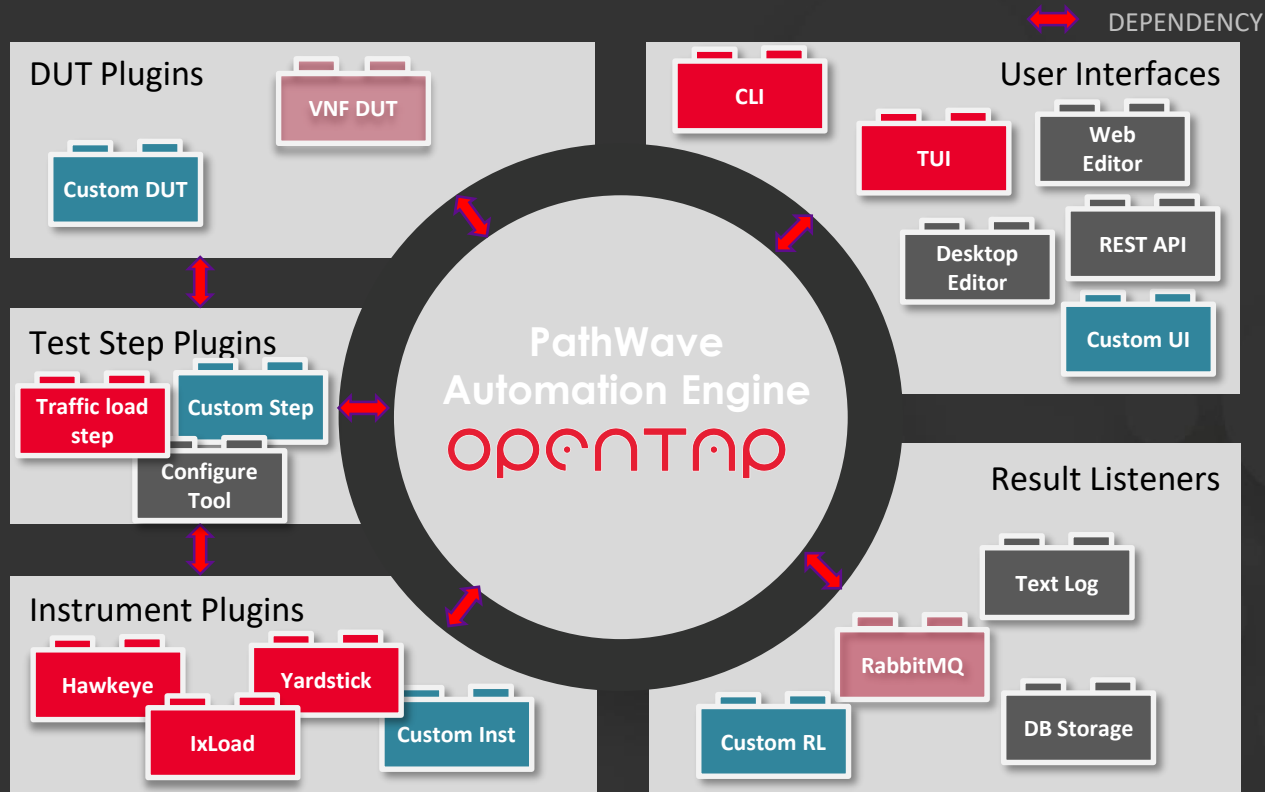 DEPENDENCY
DUT Plugins
VNF DUT
Custom DUT
User Interfaces
CLI
TUI
Web
Editor
Desktop
Editor
REST API
Custom UI
Test Step Plugins
Traffic load
step
Custom Step
Configure
Tool
PathWave
Automation Engine
OpenTAP
Instrument Plugins
Hawkeye
Yardstick
IxLoad
Custom Inst
Result Listeners
Text Log
RabbitMQ
Custom RL
DB Storage